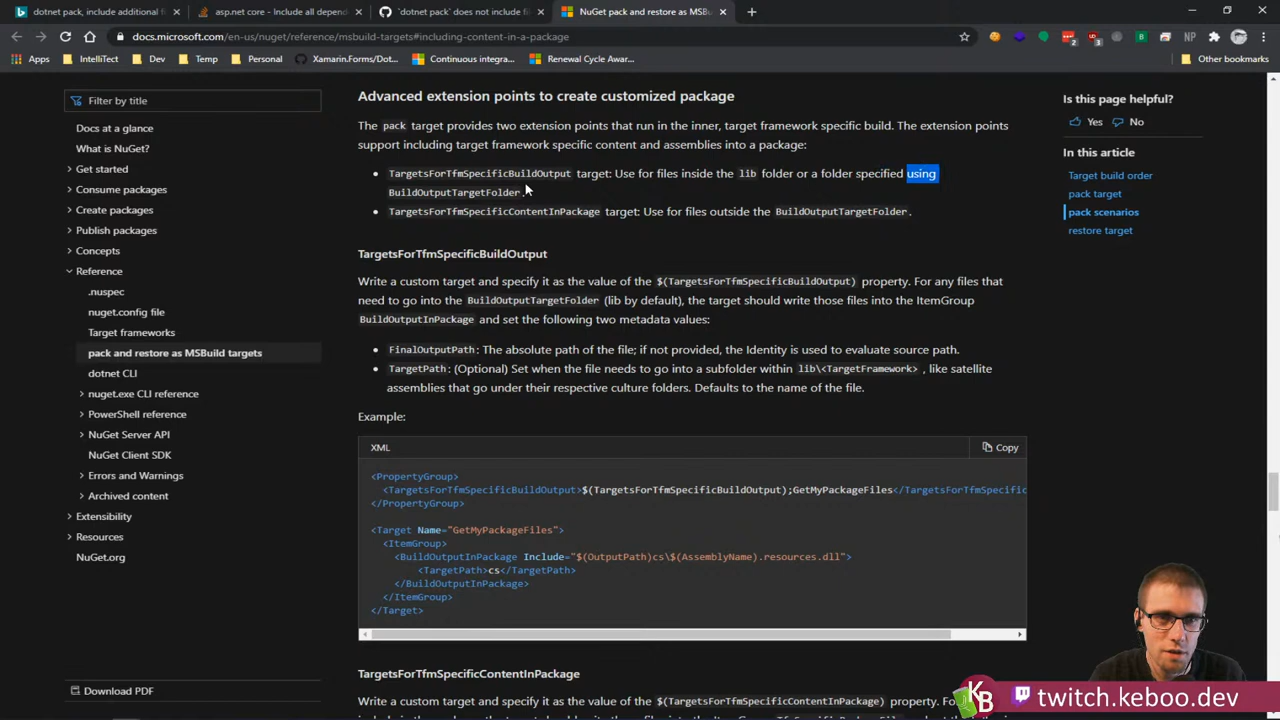 dotnet pack, include additional f
asp.net core - Include all depend
`dotnet pack` does not include fi
NuGet pack and restore as MSBui
docs.microsoft.com/en-us/nuget/reference/msbuild-targets#including-content-in-a-package
Apps
IntelliTect
Dev
Temp
Personal
Xamarin.Forms/Dot...
Continuous integra...
Renewal Cycle Awa...
Other bookmarks
Filter by title
Docs at a glance
What is NuGet?
Get started
Consume packages
Create packages
Publish packages
Concepts
Reference
.nuspec
nuget.config file
Target frameworks
pack and restore as MSBuild targets
dotnet CLI
nuget.exe CLI reference
PowerShell reference
NuGet Server API
NuGet Client SDK
Errors and Warnings
Archived content
Extensibility
Resources
NuGet.org
Download PDF
Advanced extension points to create customized package
The pack target provides two extension points that run in the inner, target framework specific build. The extension points
support including target framework specific content and assemblies into a package:
TargetsForTfmSpecificBuildOutput target: Use for files inside the lib folder or a folder specified using
BuildOutputTargetFolder .
TargetsForTfmSpecificContentInPackage target: Use for files outside the BuildOutputTargetFolder.
TargetsForTfmSpecificBuildOutput
Write a custom target and specify it as the value of the $(TargetsForTfmSpecificBuildOutput) property. For any files that
need to go into the BuildOutputTargetFolder (lib by default), the target should write those files into the ItemGroup
BuildOutputInPackage and set the following two metadata values:
FinalOutputPath: The absolute path of the file; if not provided, the Identity is used to evaluate source path.
TargetPath: (Optional) Set when the file needs to go into a subfolder within lib\<TargetFramework> , like satellite
assemblies that go under their respective culture folders. Defaults to the name of the file.
Example:
XML
Copy
<PropertyGroup>
<TargetsForTfmSpecificBuildOutput>$(TargetsForTfmSpecificBuildOutput);GetMyPackageFiles</TargetsForTfmSpecific
</PropertyGroup>
<Target Name="GetMyPackageFiles">
<ItemGroup>
<BuildOutputInPackage Include="$(OutputPath)cs\$(AssemblyName).resources.dll">
<TargetPath>cs</TargetPath>
</BuildOutputInPackage>
</ItemGroup>
</Target>
TargetsForTfmSpecificContentInPackage
Write a custom target and specify it as the value of the $(TargetsForTfmSpecificContentInPackage) property. Fo
Is this page helpful?
Yes
No
In this article
Target build order
pack target
pack scenarios
restore target
KB
twitch.keboo.dev